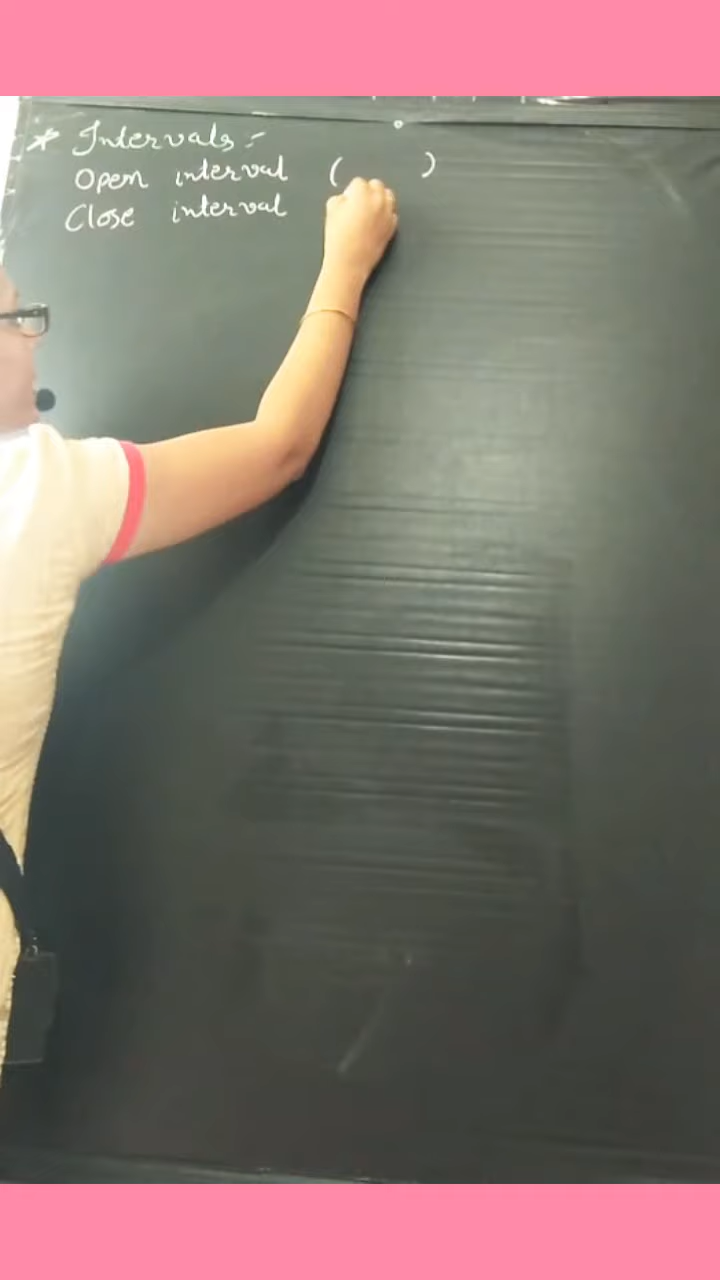 * Intervals :-
Open interval ( )
Close interval